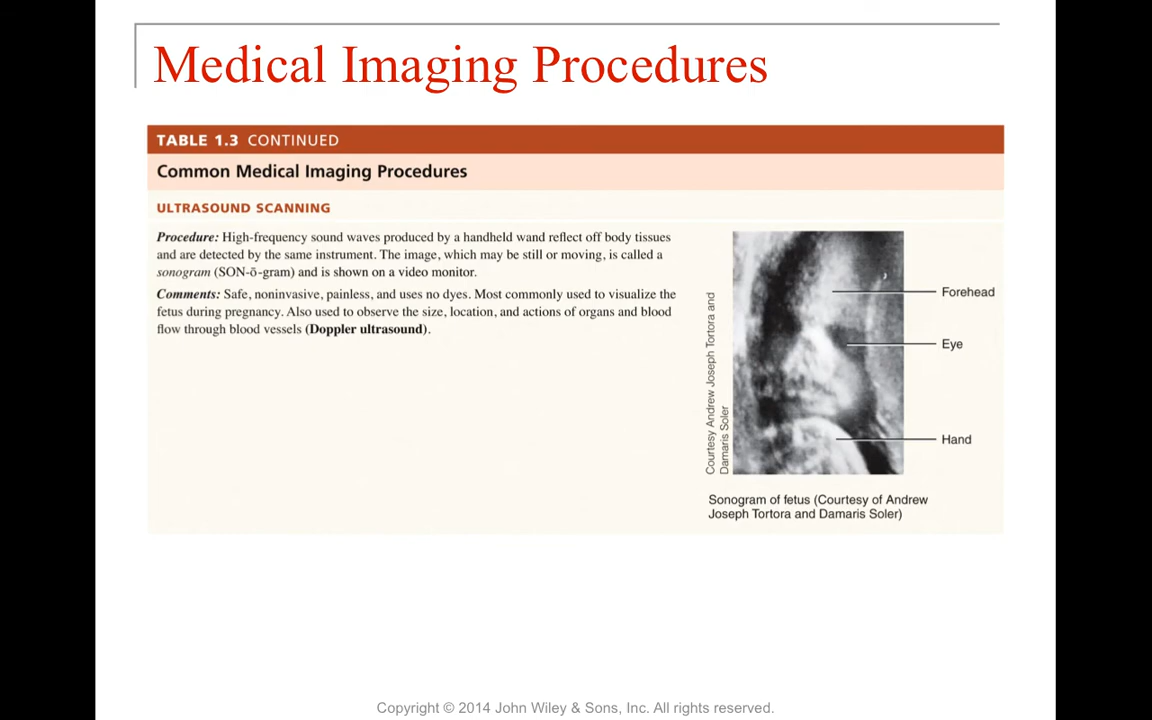 Medical Imaging Procedures
TABLE 1.3 CONTINUED
Common Medical Imaging Procedures
ULTRASOUND SCANNING
Procedure: High-frequency sound waves produced by a handheld wand reflect off body tissues
and are detected by the same instrument. The image, which may be still or moving, is called a
sonogram (SON-ō-gram) and is shown on a video monitor.
Comments: Safe, noninvasive, painless, and uses no dyes. Most commonly used to visualize the
fetus during pregnancy. Also used to observe the size, location, and actions of organs and blood
flow through blood vessels (Doppler ultrasound).
Courtesy Andrew Joseph Tortora and
Damaris Soler
Forehead
Eye
Hand
Sonogram of fetus (Courtesy of Andrew
Joseph Tortora and Damaris Soler)
Copyright © 2014 John Wiley & Sons, Inc. All rights reserved.